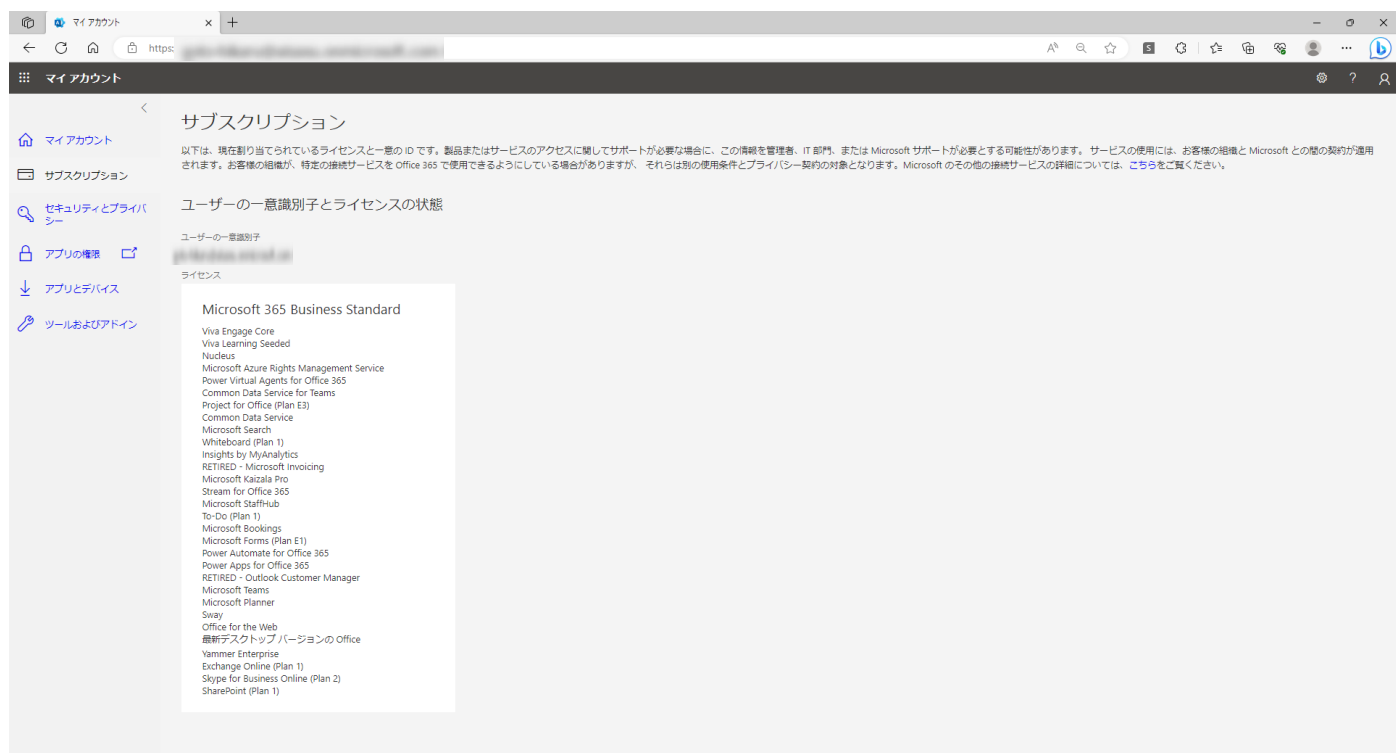 マイ アカウント
https:
マイ アカウント
マイ アカウント
サブスクリプション
セキュリティとプライバ
シー
アプリの権限
アプリとデバイス
ツールおよびアドイン
サブスクリプション
以下は、現在割り当てられているライセンスと一意の ID です。製品またはサービスのアクセスに関してサポートが必要な場合に、この情報を管理者、IT 部門、または Microsoft サポートが必要とする可能性があります。 サービスの使用には、お客様の組織と Microsoft との間の契約が適用
されます。お客様の組織が、特定の接続サービスを Office 365 で使用できるようにしている場合がありますが、 それらは別の使用条件とプライバシー契約の対象となります。Microsoft のその他の接続サービスの詳細については、こちらをご覧ください。
ユーザーの一意識別子とライセンスの状態
ユーザーの一意識別子
ライセンス
Microsoft 365 Business Standard
Viva Engage Core
Viva Learning Seeded
Nucleus
Microsoft Azure Rights Management Service
Power Virtual Agents for Office 365
Common Data Service for Teams
Project for Office (Plan E3)
Common Data Service
Microsoft Search
Whiteboard (Plan 1)
Insights by MyAnalytics
RETIRED - Microsoft Invoicing
Microsoft Kaizala Pro
Stream for Office 365
Microsoft StaffHub
To-Do (Plan 1)
Microsoft Bookings
Microsoft Forms (Plan E1)
Power Automate for Office 365
Power Apps for Office 365
RETIRED - Outlook Customer Manager
Microsoft Teams
Microsoft Planner
Sway
Office for the Web
最新デスクトップ バージョンの Office
Yammer Enterprise
Exchange Online (Plan 1)
Skype for Business Online (Plan 2)
SharePoint (Plan 1)